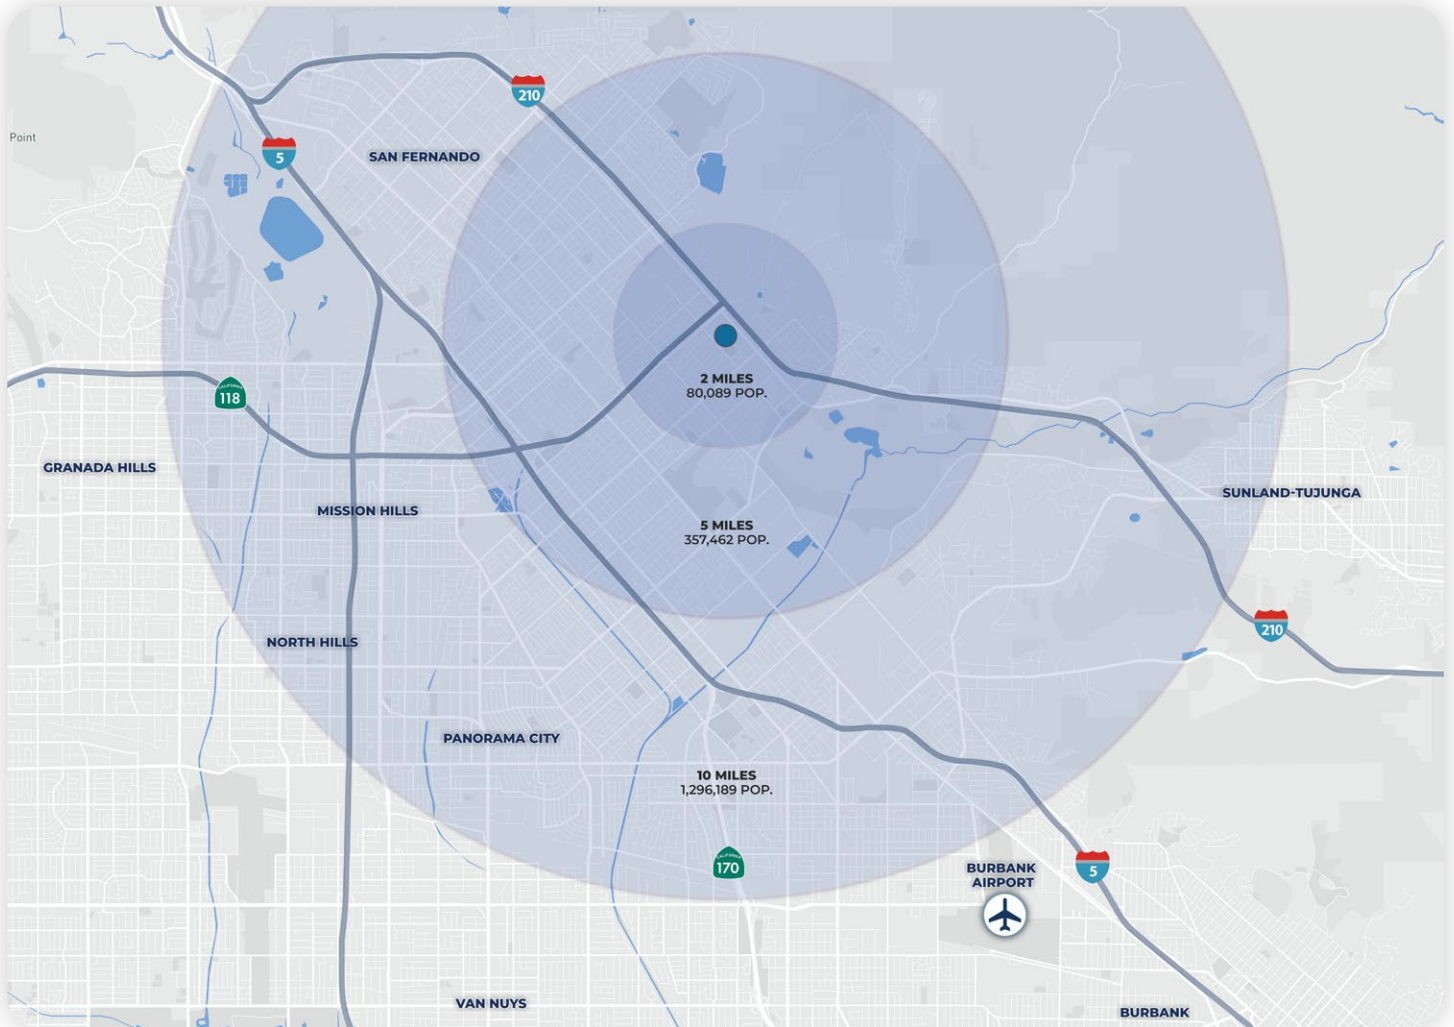 210
Point
5
SAN FERNANDO
2 MILES
80,089 POP.
CALIFORNIA
118
GRANADA HILLS
MISSION HILLS
SUNLAND-TUJUNGA
5 MILES
357,462 POP.
NORTH HILLS
210
PANORAMA CITY
10 MILES
1,296,189 POP.
CALIFORNIA
170
BURBANK
AIRPORT
5
VAN NUYS
BURBANK